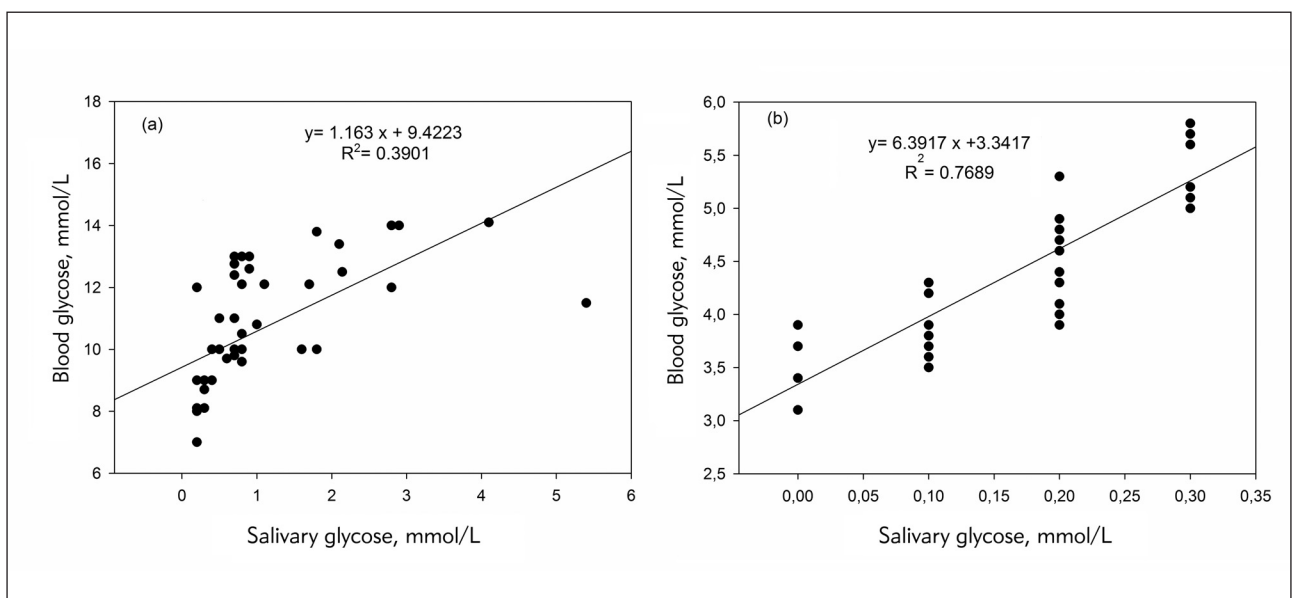 (a)
y= 1.163 x + 9.4223
R2= 0.3901
18
16
14
12
10
8
6
Blood glycose, mmol/L
0 1 2 3 4 5 6
Salivary glycose, mmol/L
(b)
y= 6.3917 x +3.3417
R2= 0.7689
6,0
5,5
5,0
4,5
4,0
3,5
3,0
2,5
Blood glycose, mmol/L
0,00 0,05 0,10 0,15 0,20 0,25 0,30 0,35
Salivary glycose, mmol/L